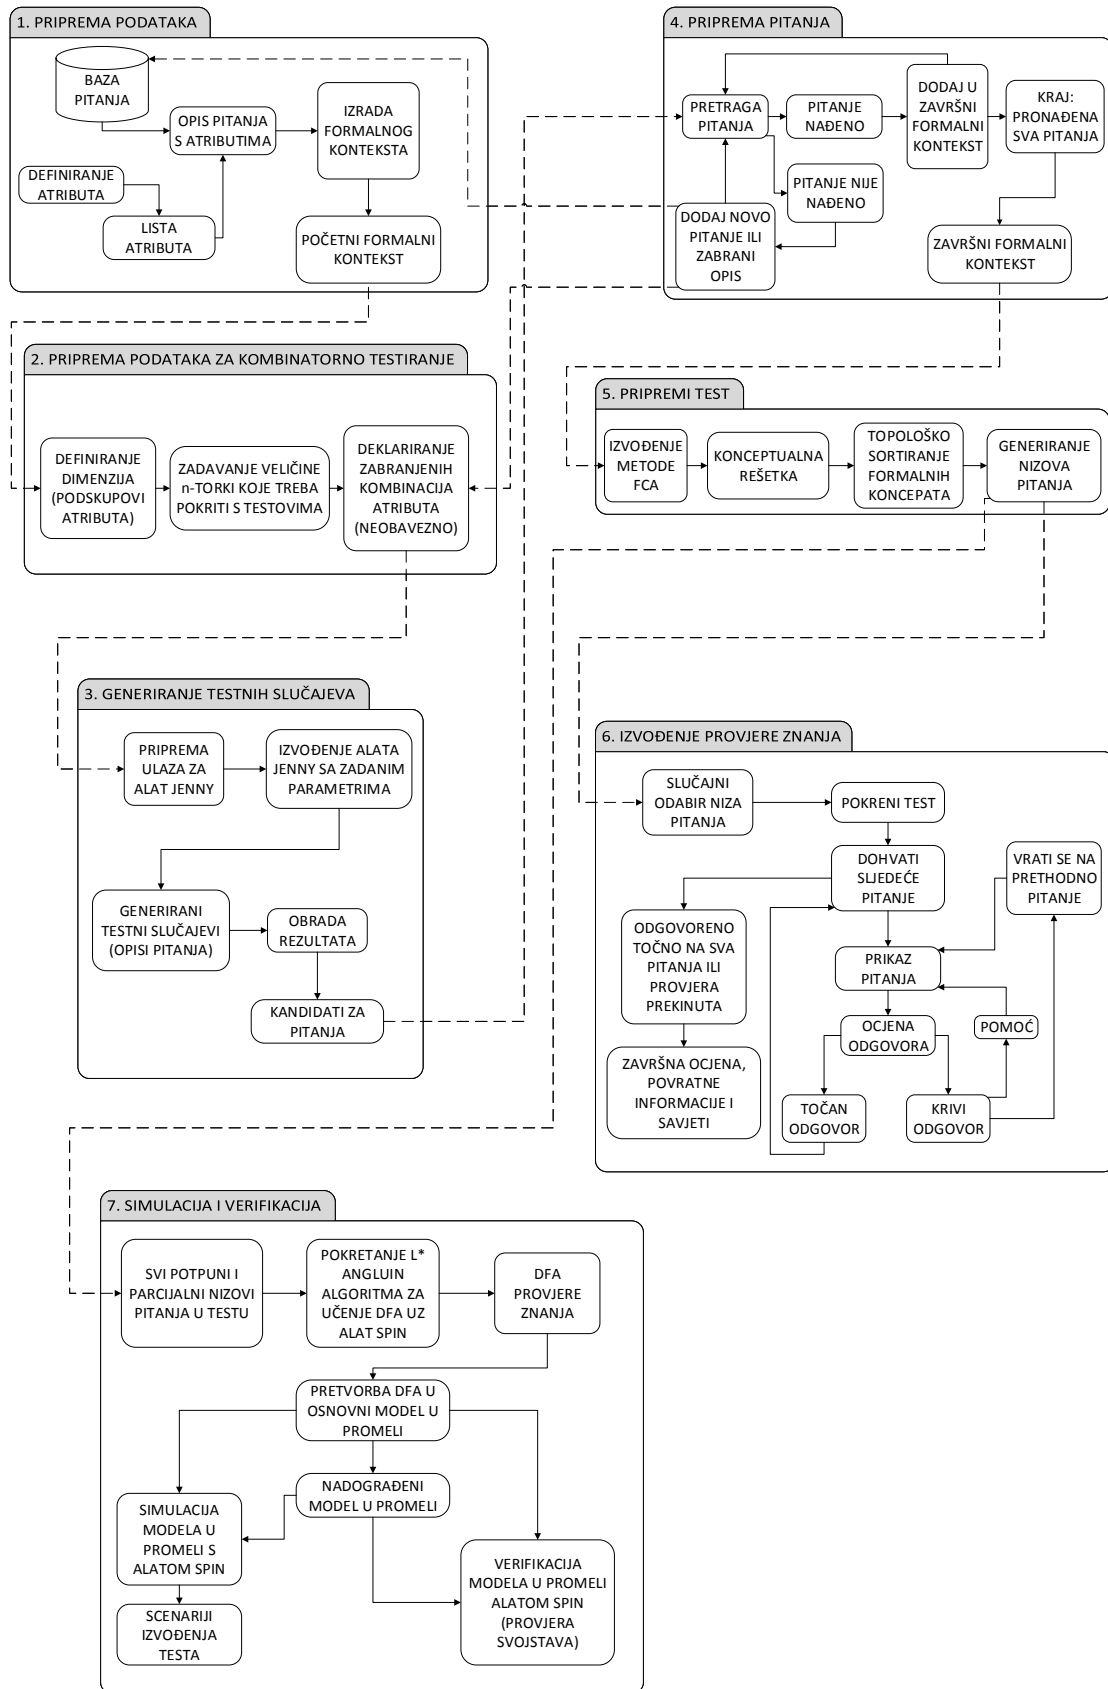 1. PRIPREMA PODATAKA
BAZA
PITANJA
OPIS PITANJA
S ATRIBUTIMA
IZRADA
FORMALNOG
KONTEKSTA
DEFINIRANJE
ATRIBUTA
LISTA
ATRIBUTA
POČETNI FORMALNI
KONTEKST
2. PRIPREMA PODATAKA ZA KOMBINATORNO TESTIRANJE
DEFINIRANJE
DIMENZIJA
(PODSKUPOVI
ATRIBUTA)
ZADAVANJE VELIČINE
n-TORKI KOJE TREBA
POKRITI S TESTOVIMA
DEKLARIRANJE
ZABRANJENIH
KOMBINACIJA
ATRIBUTA
(NEOBAVEZNO)
3. GENERIRANJE TESTNIH SLUČAJEVA
PRIPREMA
ULAZA ZA
ALAT JENNY
IZVOĐENJE ALATA
JENNY SA ZADANIM
PARAMETRIMA
GENERIRANI
TESTNI SLUČAJEVI
(OPISI PITANJA)
OBRADA
REZULTATA
KANDIDATI ZA
PITANJA
4. PRIPREMA PITANJA
PRETRAGA
PITANJA
PITANJE
NAĐENO
DODAJ U
ZAVRŠNI
FORMALNI
KONTEKST
KRAJ:
PRONAĐENA
SVA PITANJA
PITANJE NIJE
NAĐENO
DODAJ NOVO
PITANJE ILI
ZABRANI
OPIS
ZAVRŠNI FORMALNI
KONTEKST
5. PRIPREMI TEST
IZVOĐENJE
METODE
FCA
KONCEPTUALNA
REŠETKA
TOPOLOŠKO
SORTIRANJE
FORMALNIH
KONCEPATA
GENERIRANJE
NIZOVA
PITANJA
6. IZVOĐENJE PROVJERE ZNANJA
SLUČAJNI
ODABIR NIZA
PITANJA
POKRENI TEST
DOHVATI
SLJEDEĆE
PITANJE
VRATI SE NA
PRETHODNO
PITANJE
ODGOVORENO
TOČNO NA SVA
PITANJA ILI
PROVJERA
PREKINUTA
PRIKAZ
PITANJA
OCJENA
ODGOVORA
POMOĆ
ZAVRŠNA OCJENA,
POVRATNE
INFORMACIJE I
SAVJETI
TOČAN
ODGOVOR
KRIVI
ODGOVOR
7. SIMULACIJA I VERIFIKACIJA
SVI POTPUNI I
PARCIJALNI NIZOVI
PITANJA U TESTU
POKRETANJE L*
ANGLUIN
ALGORITMA ZA
UČENJE DFA UZ
ALAT SPIN
DFA
PROVJERE
ZNANJA
PRETVORBA DFA U
OSNOVNI MODEL U
PROMELI
NADOGRAĐENI
MODEL U PROMELI
SIMULACIJA
MODELA U
PROMELI S
ALATOM SPIN
VERIFIKACIJA
MODELA U PROMELI
ALATOM SPIN
(PROVJERA
SVOJSTAVA)
SCENARIJI
IZVOĐENJA
TESTA